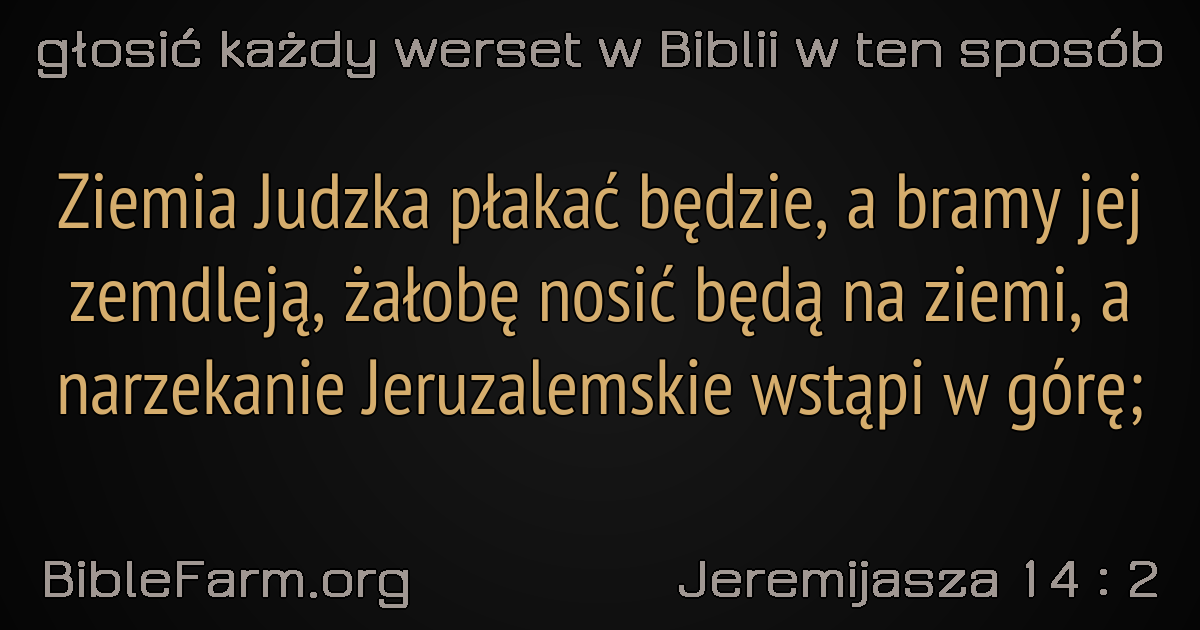 głosić każdy werset w Biblii w ten sposób
Ziemia Judzka płakać będzie, a bramy jej
zemdleją, żałobę nosić będą na ziemi, a
narzekanie Jeruzalemskie wstąpi w górę;
BibleFarm.org
Jeremijasza 14 : 2